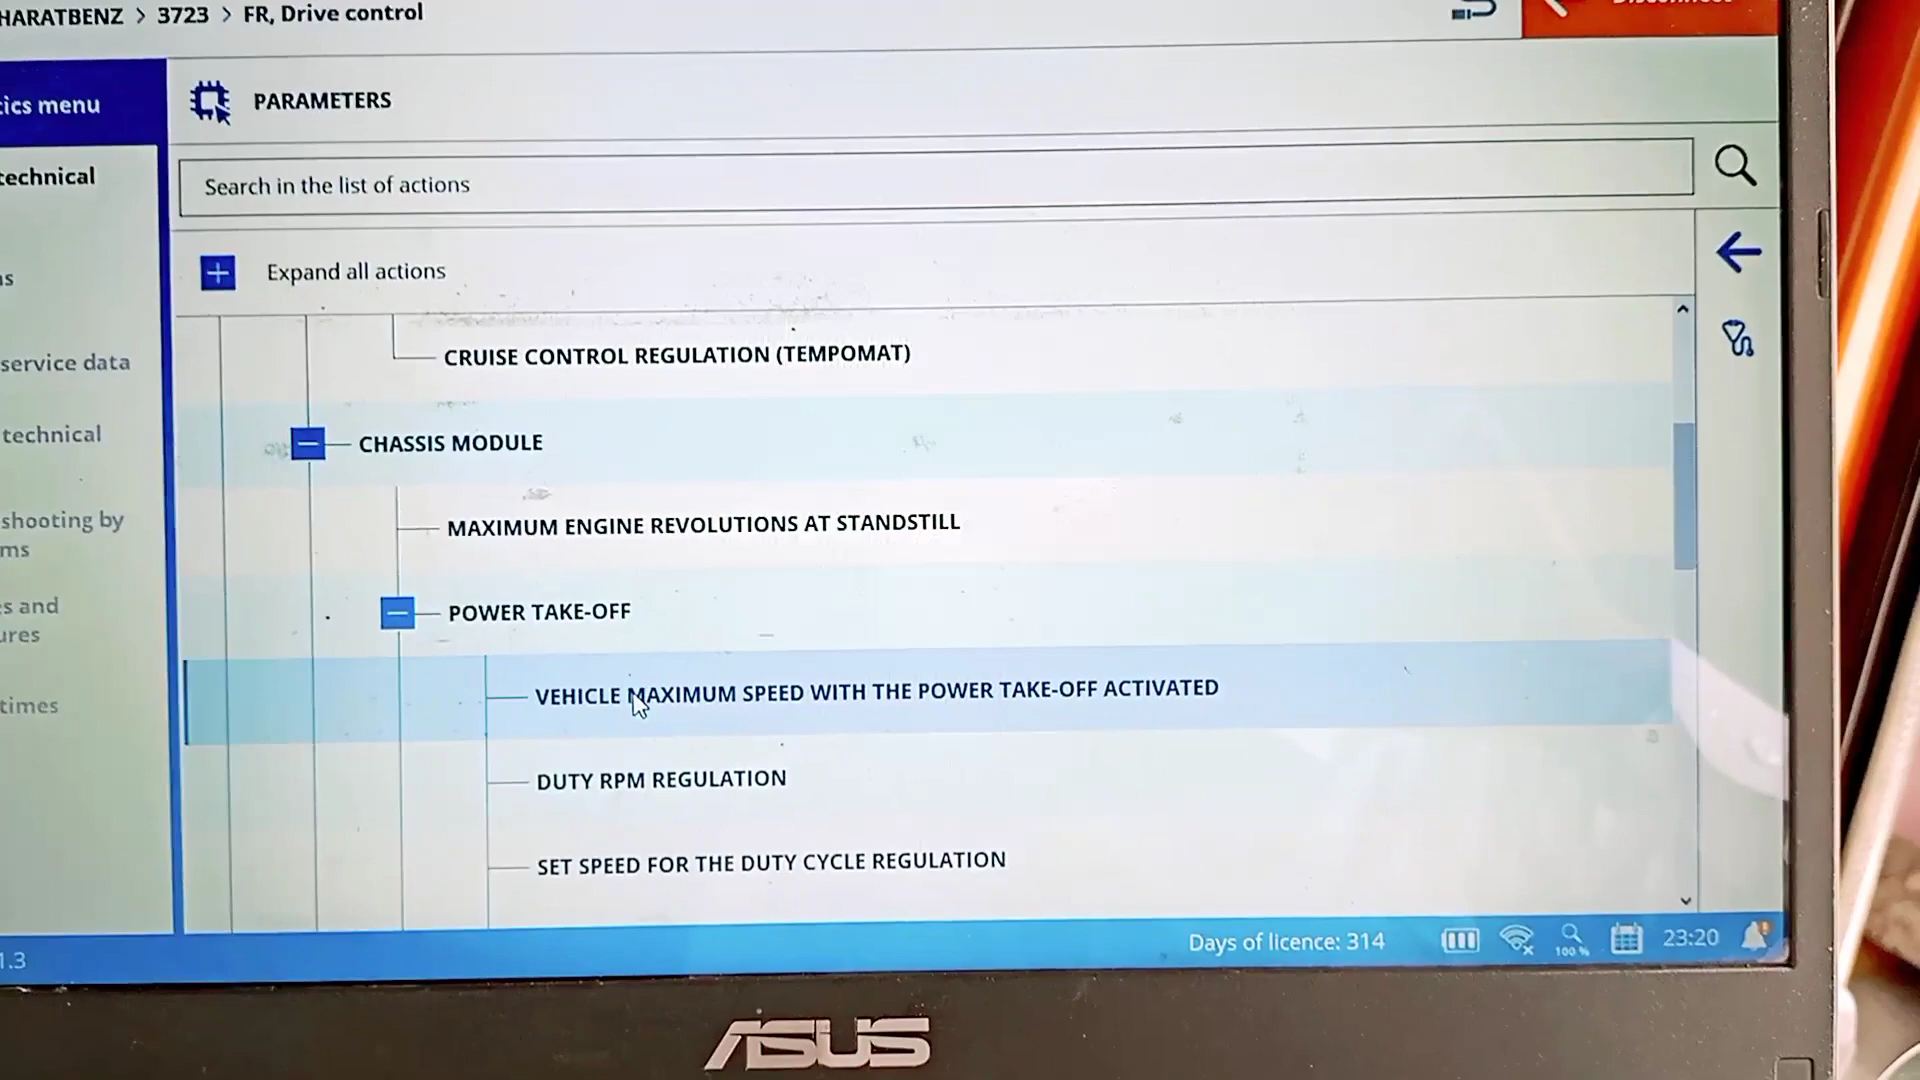 HARATBENZ > 3723 > FR, Drive control
tics menu
PARAMETERS
technical
Search in the list of actions
Expand all actions
service data
CRUISE CONTROL REGULATION (TEMPOMAT)
technical
CHASSIS MODULE
shooting by
ms
MAXIMUM ENGINE REVOLUTIONS AT STANDSTILL
s and
ures
POWER TAKE-OFF
times
VEHICLE MAXIMUM SPEED WITH THE POWER TAKE-OFF ACTIVATED
DUTY RPM REGULATION
SET SPEED FOR THE DUTY CYCLE REGULATION
1.3
Days of licence: 314
100 %
23:20
ASUS